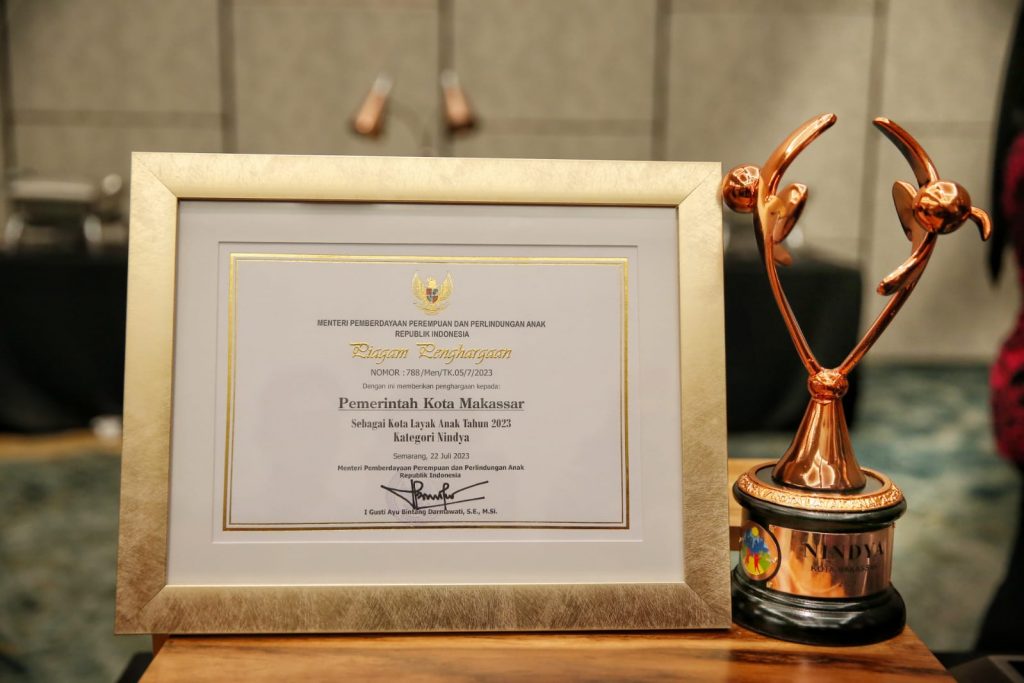 MENTERI PEMBERDAYAAN PEREMPUAN DAN PERLINDUNGAN ANAK
REPUBLIK INDONESIA
Piagam Penghargaan
NOMOR : 788/Men/TK.05/7/2023
Dengan ini memberikan penghargaan kepada:
Pemerintah Kota Makassar
Sebagai Kota Layak Anak Tahun 2023
Kategori Nindya
Semarang, 22 Juli 2023
Menteri Pemberdayaan Perempuan dan Perlindungan Anak
Republik Indonesia
I Gusti Ayu Bintang Darmawati, S.E., M.Si.
NINDYA
KOTA MAKASSAR